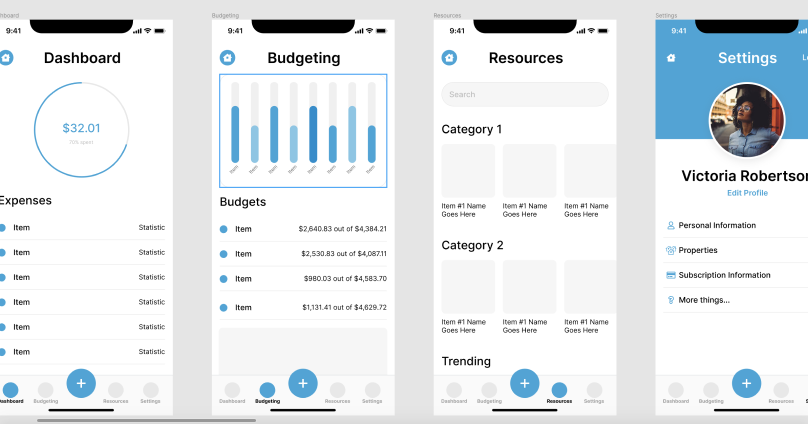 hboard
9:41
Dashboard
$32.01
Expenses
Item Statistic
Item Statistic
Item Statistic
Item Statistic
Item Statistic
Item Statistic
Dashboard Budgeting + Resources Settings
Budgeting
9:41
Budgeting
Item Item Item Item Item Item Item Item
Budgets
Item $2,640.83 out of $4,384.21
Item $2,530.83 out of $4,087.11
Item $980.03 out of $4,583.70
Item $1,131.41 out of $4,629.72
Dashboard Budgeting + Resources Settings
Resources
9:41
Resources
Search
Category 1
Item #1 Name Item #1 Name Item #1 Name
Goes Here Goes Here Goes Here
Category 2
Item #1 Name Item #1 Name Item #1 Name
Goes Here Goes Here Goes Here
Trending
Dashboard Budgeting + Resources Settings
Settings
9:41
Settings Lo
Victoria Robertson
Edit Profile
Personal Information
Properties
Subscription Information
More things...
Dashboard Budgeting + Resources S